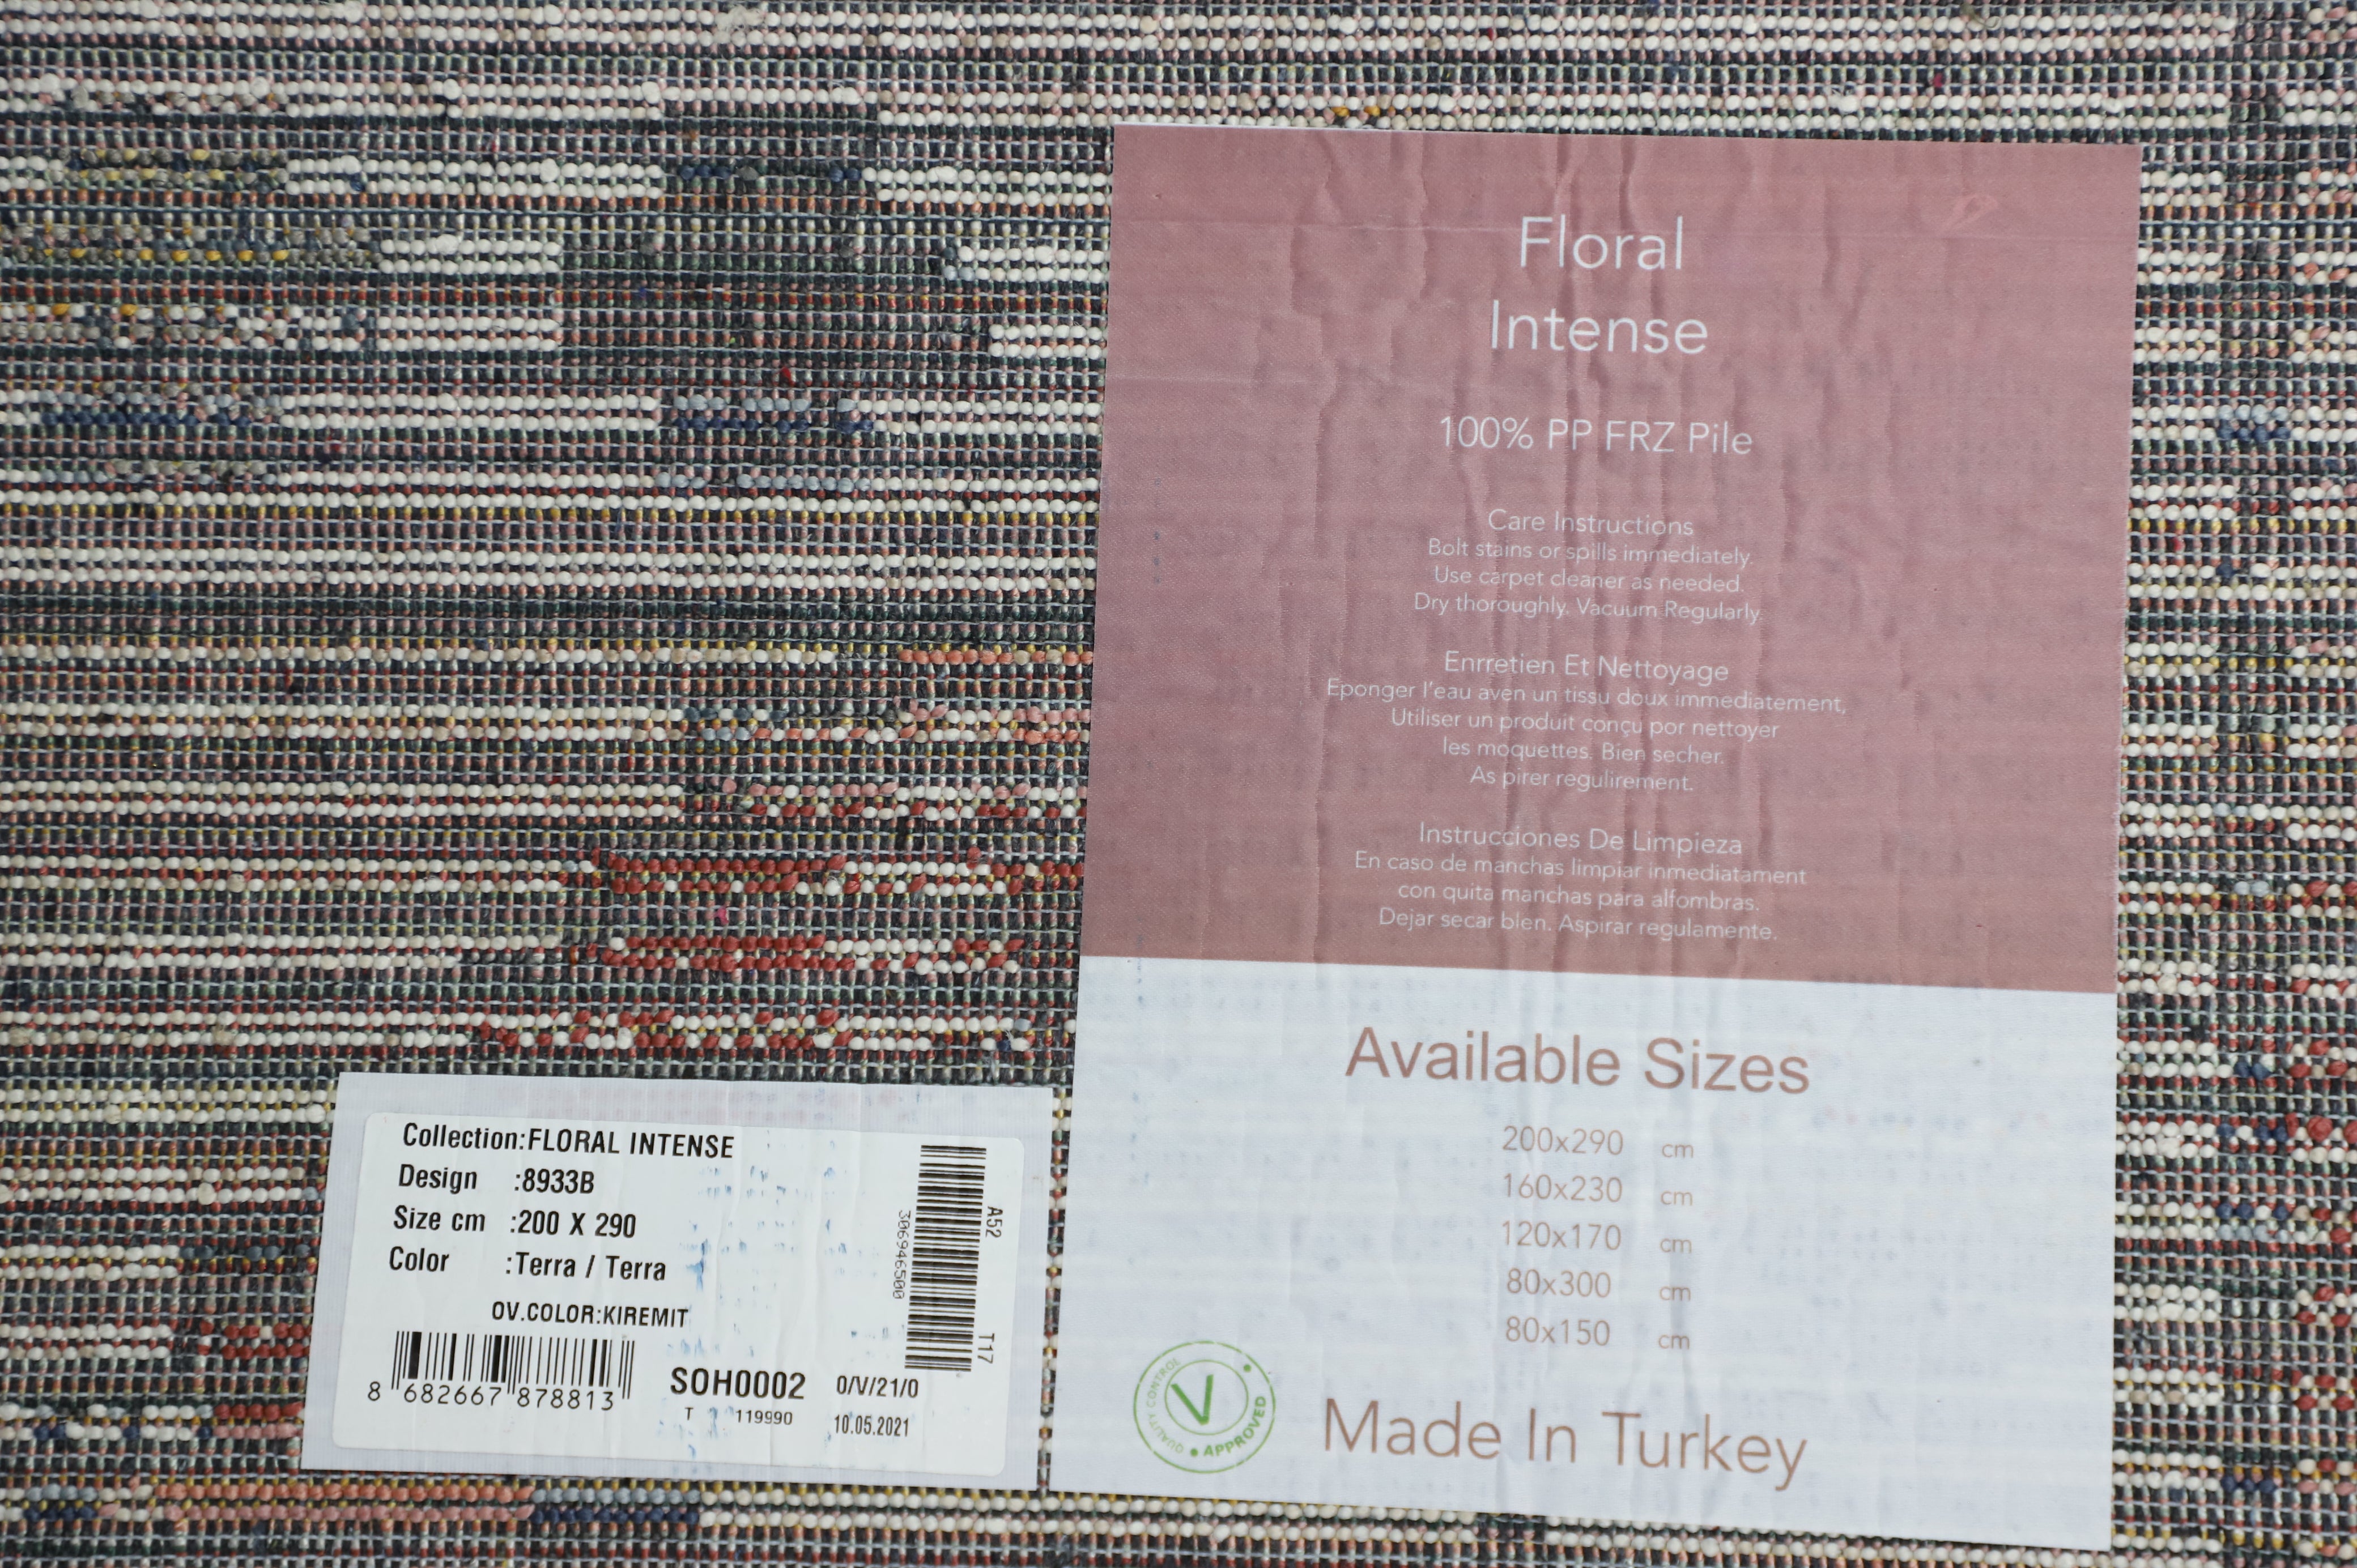 Floral
Intense
100% PP FRZ Pile
Care Instructions
Bolt stains or spills immediately.
Use carpet cleaner as needed.
Dry thoroughly. Vacuum Regularly.
Enrretien Et Nettoyage
Eponger l'eau aven un tissu doux immediatement,
Utiliser un produit conçu por nettoyer
les moquettes. Bien secher.
As pirer regulirement.
Instrucciones De Limpieza
En caso de manchas limpiar inmediatament
con quita manchas para alfombras.
Dejar secar blen. Aspirar regulamente.
Available Sizes
200x290 cm
160x230 cm
120x170 cm
80x300 cm
80x150 cm
QUALITY CONTROL
V
APPROVED
Made In Turkey
Collection:FLORAL INTENSE
Design :8933B
Size cm :200 X 290
Color :Terra / Terra
OV.COLOR:KIREMIT
8 682667 878813
SOH0002
0/V/21/0
T 119990
10.05.2021
306946500
A52
T17